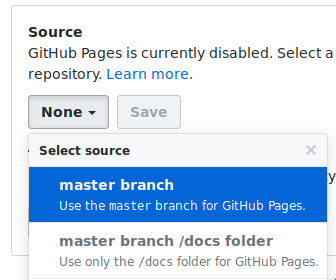 Source
GitHub Pages is currently disabled. Select a
repository. Learn more.
None
Save
Select source
master branch
Use the master branch for GitHub Pages.
master branch /docs folder
Use only the /docs folder for GitHub Pages.